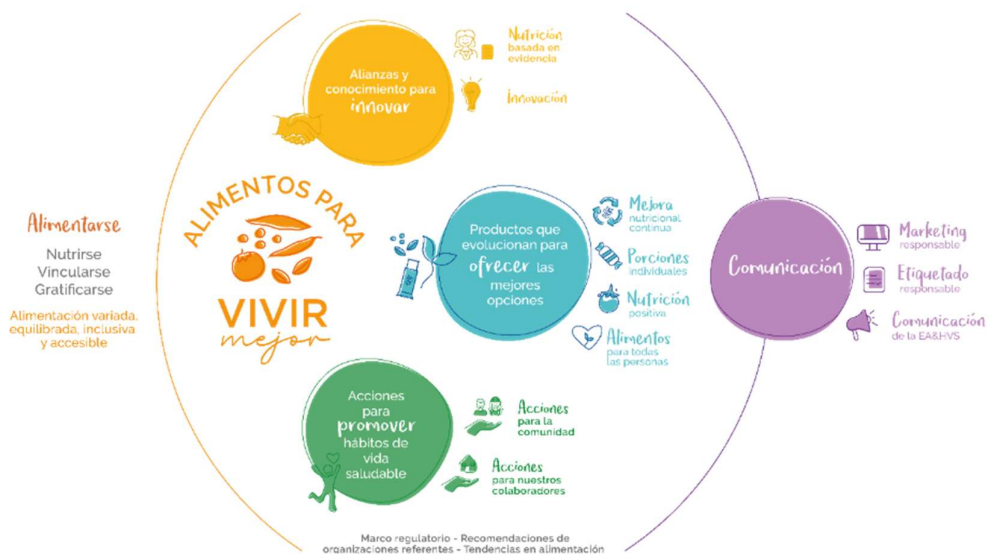 Alianzas y
conocimiento para
innovar
Nutrición
basada en
evidencia
Innovación
ALIMENTOS PARA
VIVIR
mejor
Alimentarse
Nutrirse
Vincularse
Gratificarse
Alimentación variada,
equilibrada, inclusiva
y accesible
Productos que
evolucionan para
ofrecer las
mejores
opciones
Mejora
nutricional
continua
Porciones
individuales
Nutrición
positiva
Alimentos
para todas
las personas
Comunicación
Marketing
responsable
Etiquetado
responsable
Comunicación
de la EA&HVS
Acciones
para
promover
hábitos de
vida
saludable
Acciones
para la
comunidad
Acciones
para nuestros
colaboradores
Marco regulatorio - Recomendaciones de
organizaciones referentes - Tendencias en alimentación